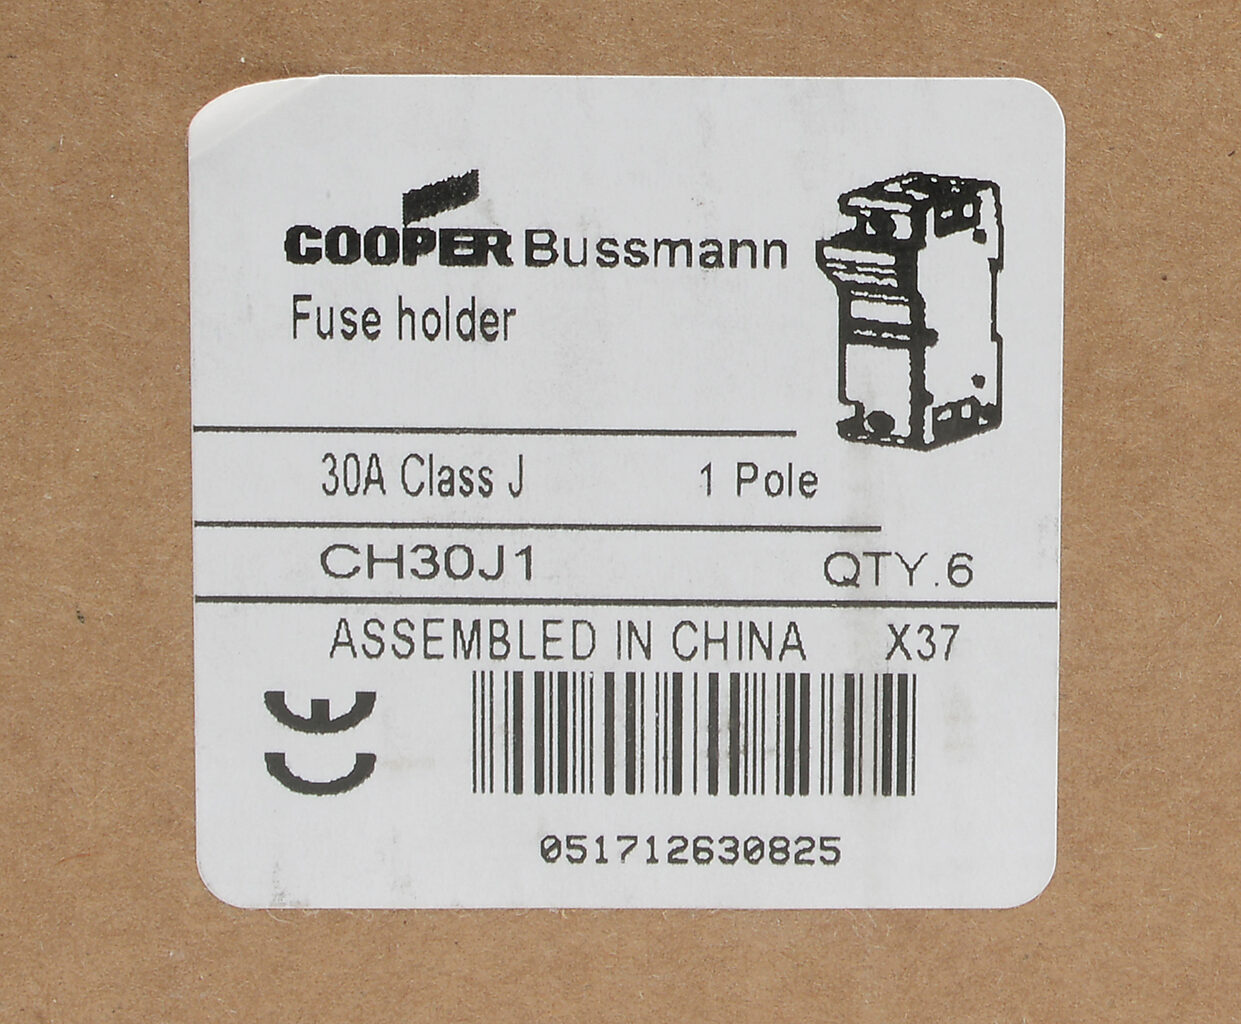 COOPER Bussmann
Fuse holder
30A Class J 1 Pole
CH30J1 QTY.6
ASSEMBLED IN CHINA X37
CE
051712630825